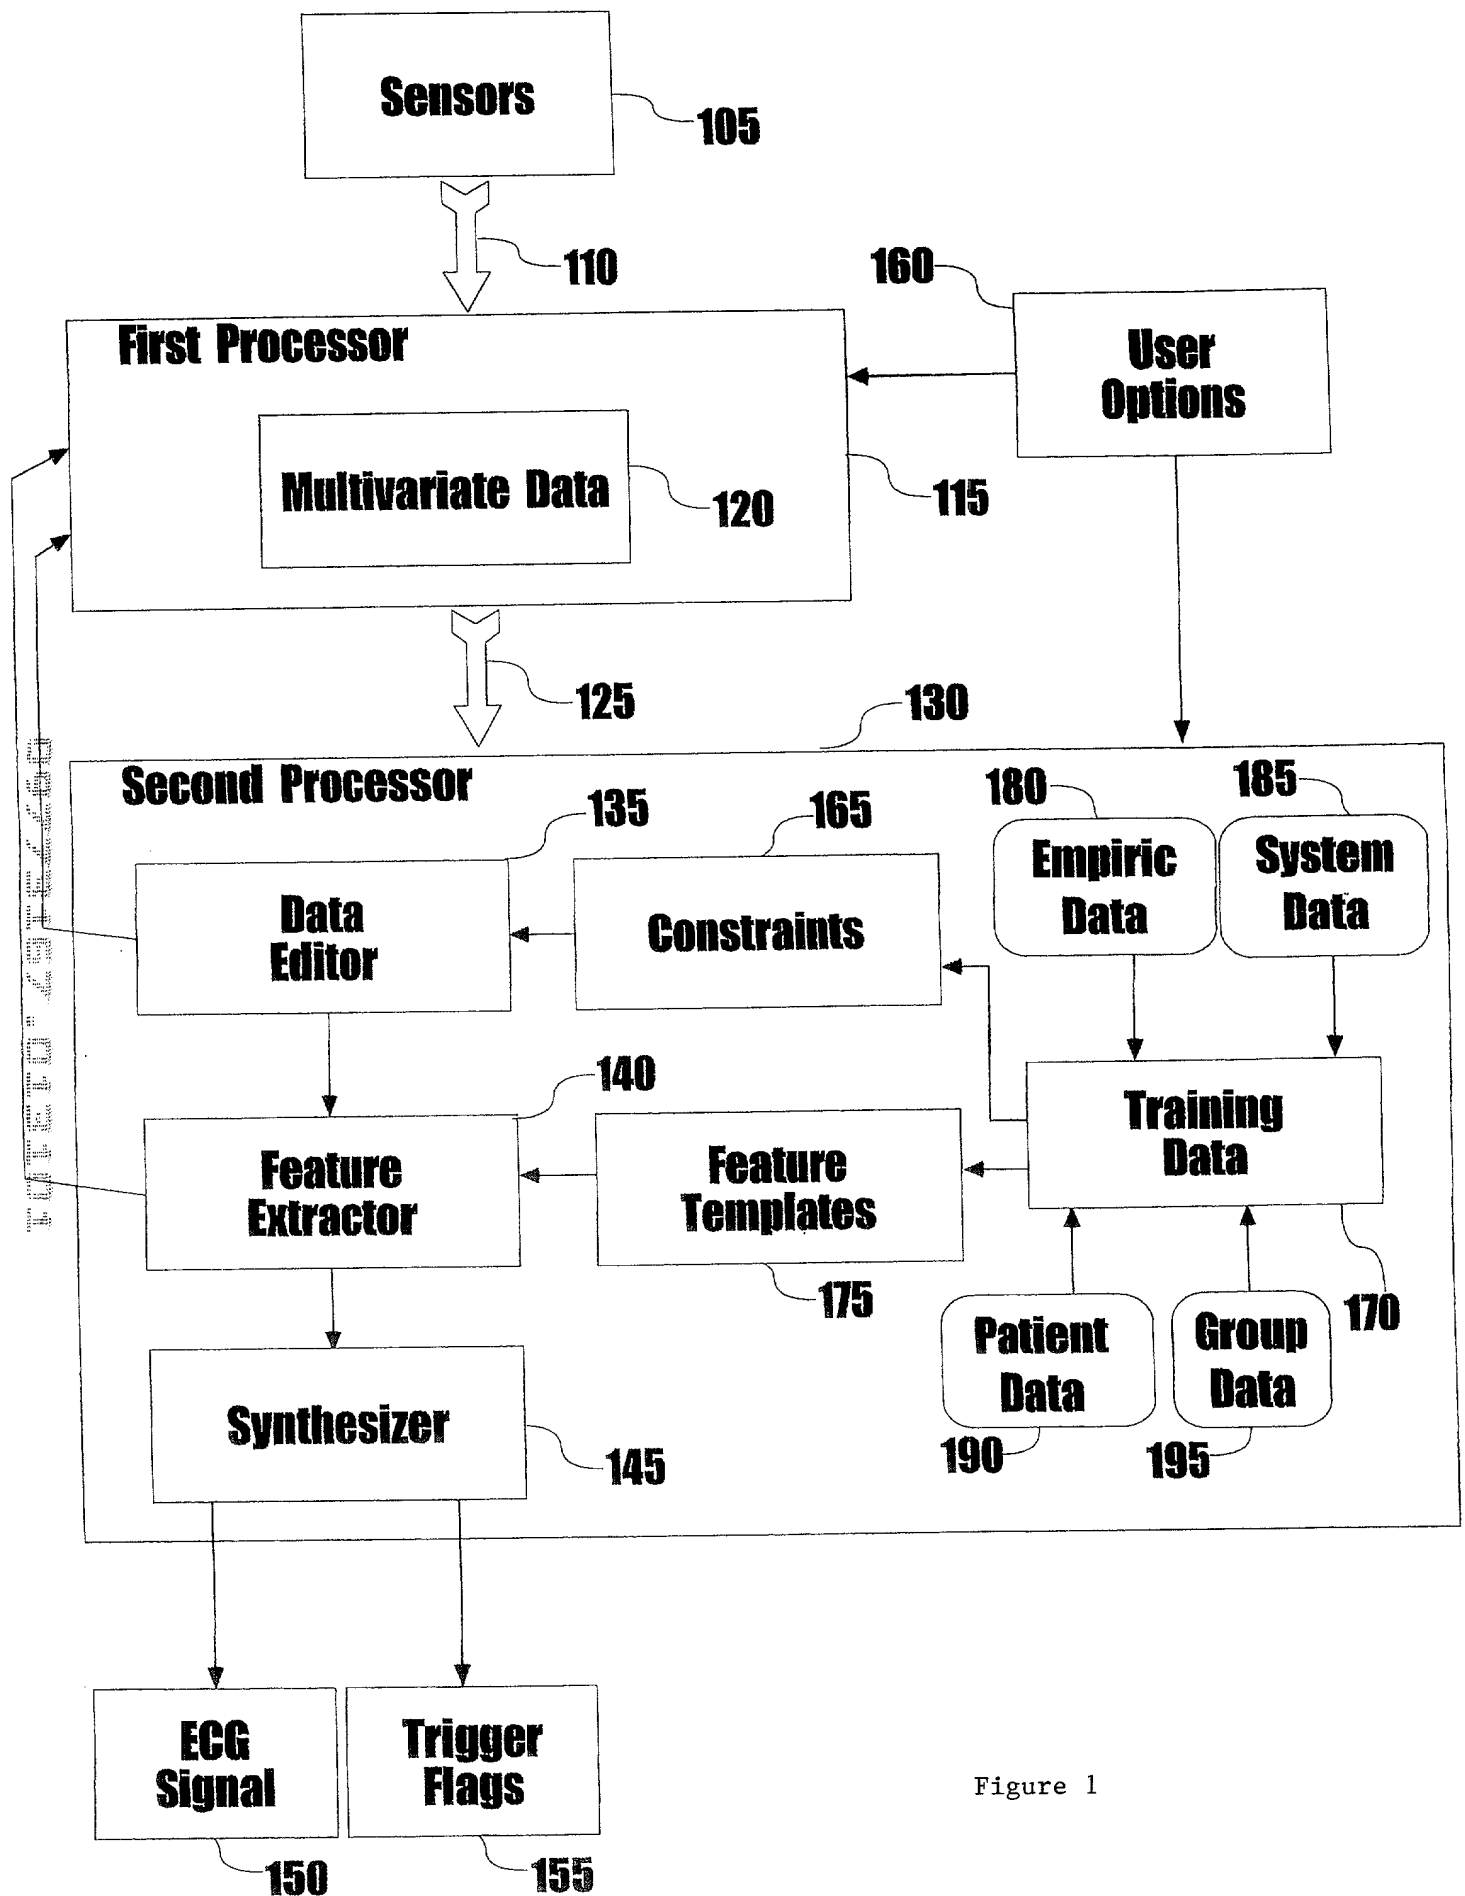 Sensors
105
110
160
First Processor
User
Options
Multivariate Data
120
115
125
130
Second Processor
180
185
135
165
Empiric
Data
System
Data
Data
Editor
Constraints
140
Training
Data
Feature
Extractor
Feature
Templates
175
170
Patient
Data
Group
Data
Synthesizer
145
190
195
ECG
Signal
Trigger
Flags
Figure 1
150
155